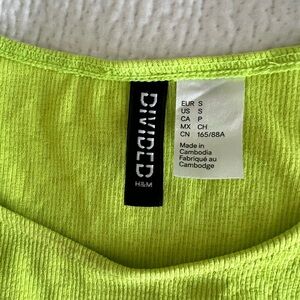 DIVIDED
H&M
EUR S
US S
CA P
MX CH
CN 165/88A
Made in
Cambodia
Fabriqué au
Cambodge